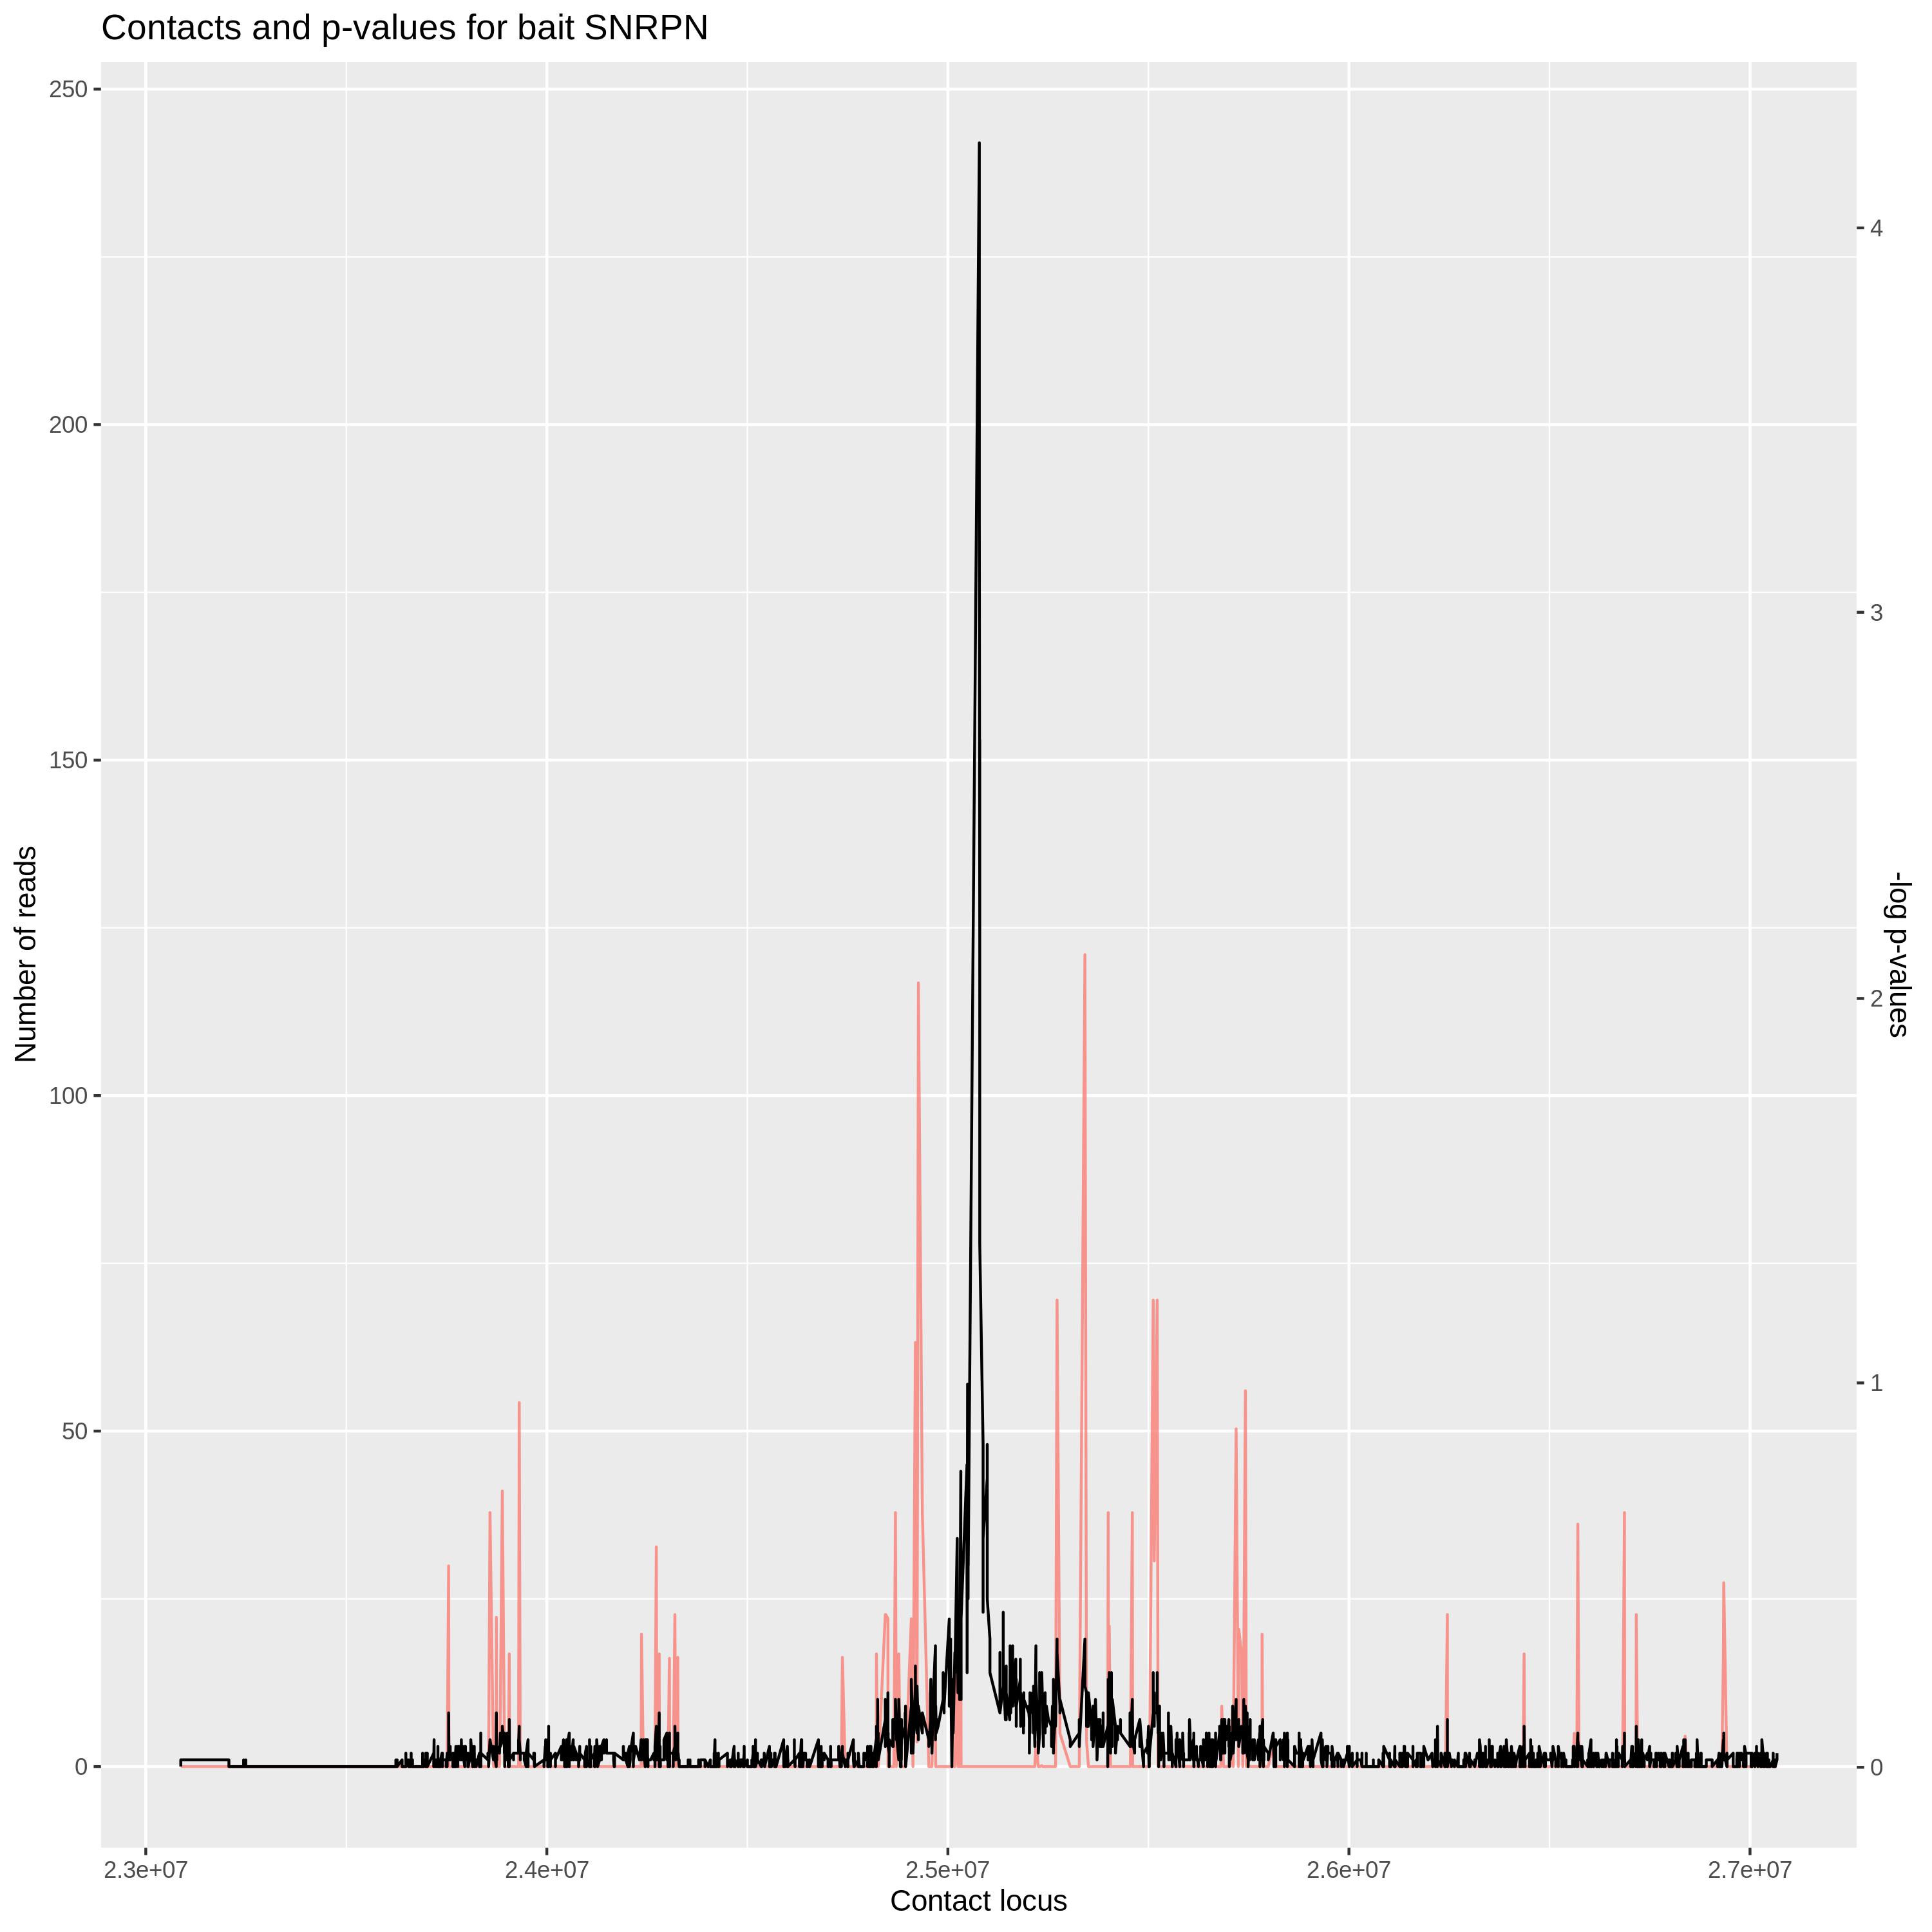 Contacts and p-values for bait SNRPN
250
200
150
100
50
0
Number of reads
4
3
2
1
0
-log p-values
2.3e+07
2.4e+07
2.5e+07
2.6e+07
2.7e+07
Contact locus